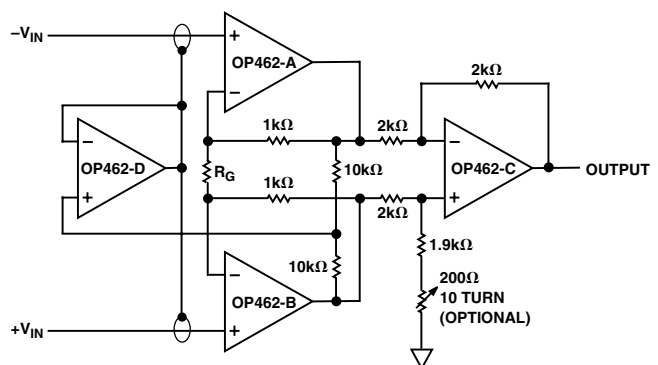 –VIN
+
OP462-A
–
2kΩ
1kΩ
2kΩ
–
OP462-D
+
RG
10kΩ
–
OP462-C
+
OUTPUT
1kΩ
2kΩ
1.9kΩ
10kΩ
–
OP462-B
+
200Ω
10 TURN
(OPTIONAL)
+VIN